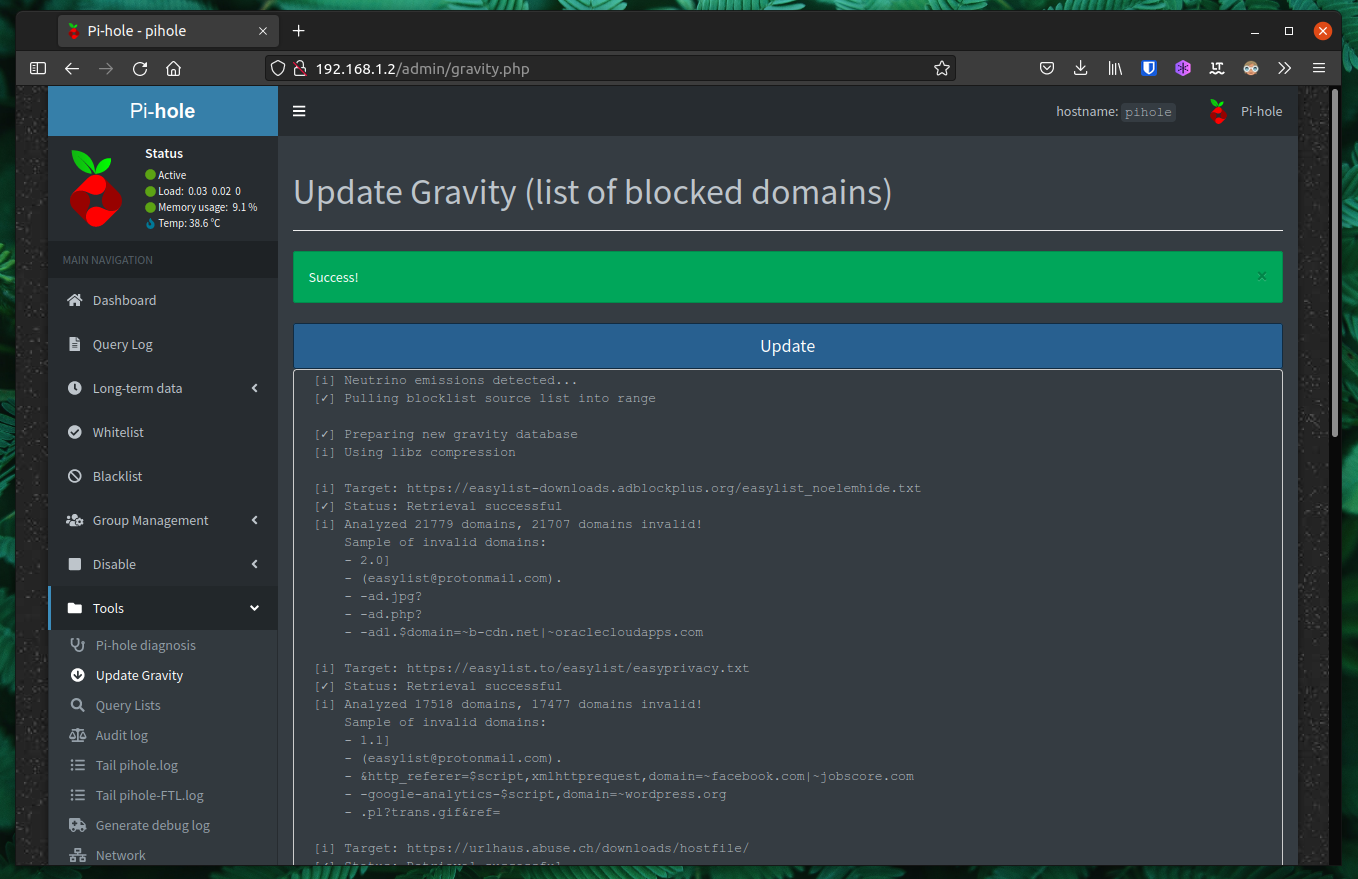 Pi-hole - pihole
192.168.1.2/admin/gravity.php
Pi-hole
hostname: pihole
Pi-hole
Status
Active
Load: 0.03 0.02 0
Memory usage: 9.1 %
Temp: 38.6 °C
MAIN NAVIGATION
Dashboard
Query Log
Long-term data
Whitelist
Blacklist
Group Management
Disable
Tools
Pi-hole diagnosis
Update Gravity
Query Lists
Audit log
Tail pihole.log
Tail pihole-FTL.log
Generate debug log
Network
Update Gravity (list of blocked domains)
Success!
×
Update
[i] Neutrino emissions detected...
[✓] Pulling blocklist source list into range
[✓] Preparing new gravity database
[i] Using libz compression
[i] Target: https://easylist-downloads.adblockplus.org/easylist_noelemhide.txt
[✓] Status: Retrieval successful
[i] Analyzed 21779 domains, 21707 domains invalid!
Sample of invalid domains:
- 2.0]
- (easylist@protonmail.com).
- -ad.jpg?
- -ad.php?
- -ad1.$domain=~b-cdn.net|~oraclecloudapps.com
[i] Target: https://easylist.to/easylist/easyprivacy.txt
[✓] Status: Retrieval successful
[i] Analyzed 17518 domains, 17477 domains invalid!
Sample of invalid domains:
- 1.1]
- (easylist@protonmail.com).
- &http_referer=$script,xmlhttprequest,domain=~facebook.com|~jobscore.com
- -google-analytics-$script,domain=~wordpress.org
- .pl?trans.gif&ref=
[i] Target: https://urlhaus.abuse.ch/downloads/hostfile/
[✓] Status: Retrieval successful